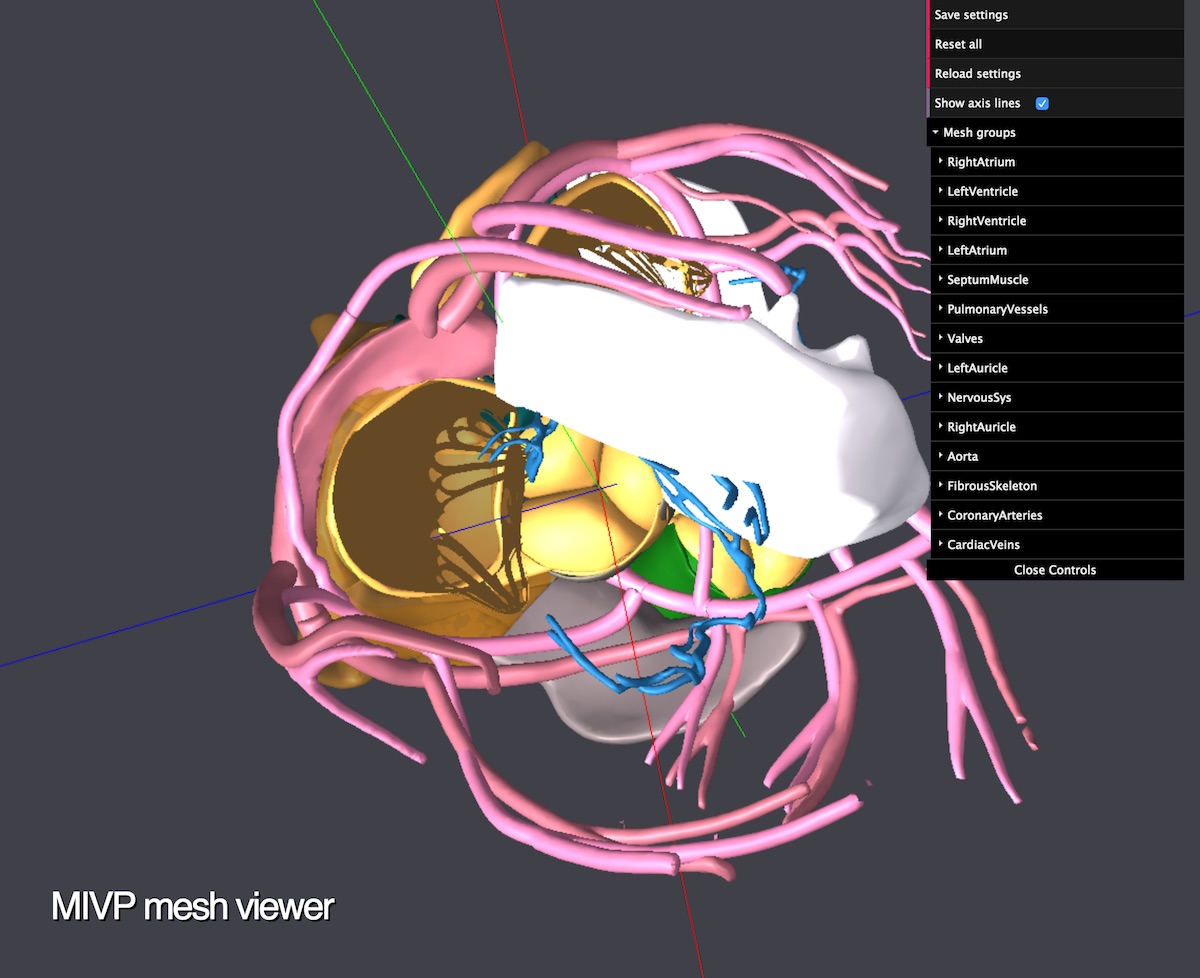 Save settings
Reset all
Reload settings
Show axis lines
Mesh groups
RightAtrium
LeftVentricle
RightVentricle
LeftAtrium
SeptumMuscle
PulmonaryVessels
Valves
LeftAuricle
NervousSys
RightAuricle
Aorta
FibrousSkeleton
CoronaryArteries
CardiacVeins
Close Controls
MIVP mesh viewer